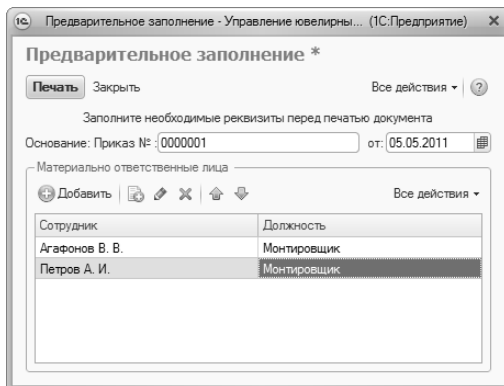 1С Предварительное заполнение - Управление ювелирны... (1С:Предприятие)
Предварительное заполнение *
Печать Закрыть Все действия ?
Заполните необходимые реквизиты перед печатью документа
Основание: Приказ № : 0000001 от: 05.05.2011
Материально ответственные лица
Добавить Все действия
Сотрудник Должность
Агафонов В. В. Монтировщик
Петров А. И. Монтировщик